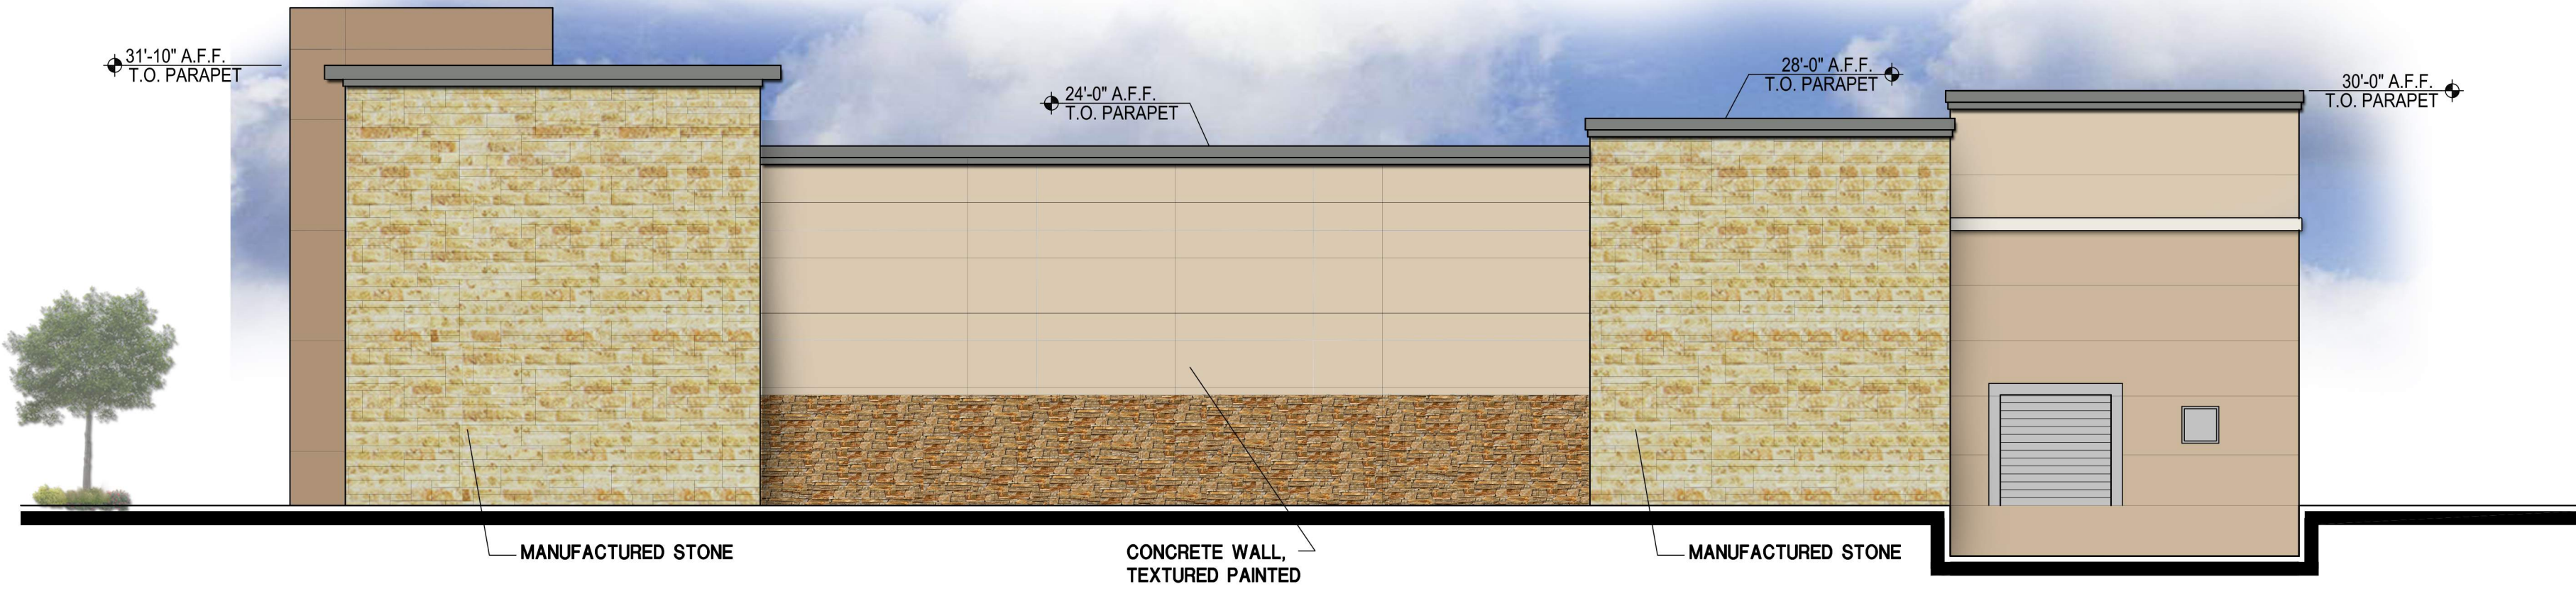 31'-10" A.F.F.
T.O. PARAPET
24'-0" A.F.F.
T.O. PARAPET
28'-0" A.F.F.
T.O. PARAPET
30'-0" A.F.F.
T.O. PARAPET
MANUFACTURED STONE
CONCRETE WALL,
TEXTURED PAINTED
MANUFACTURED STONE